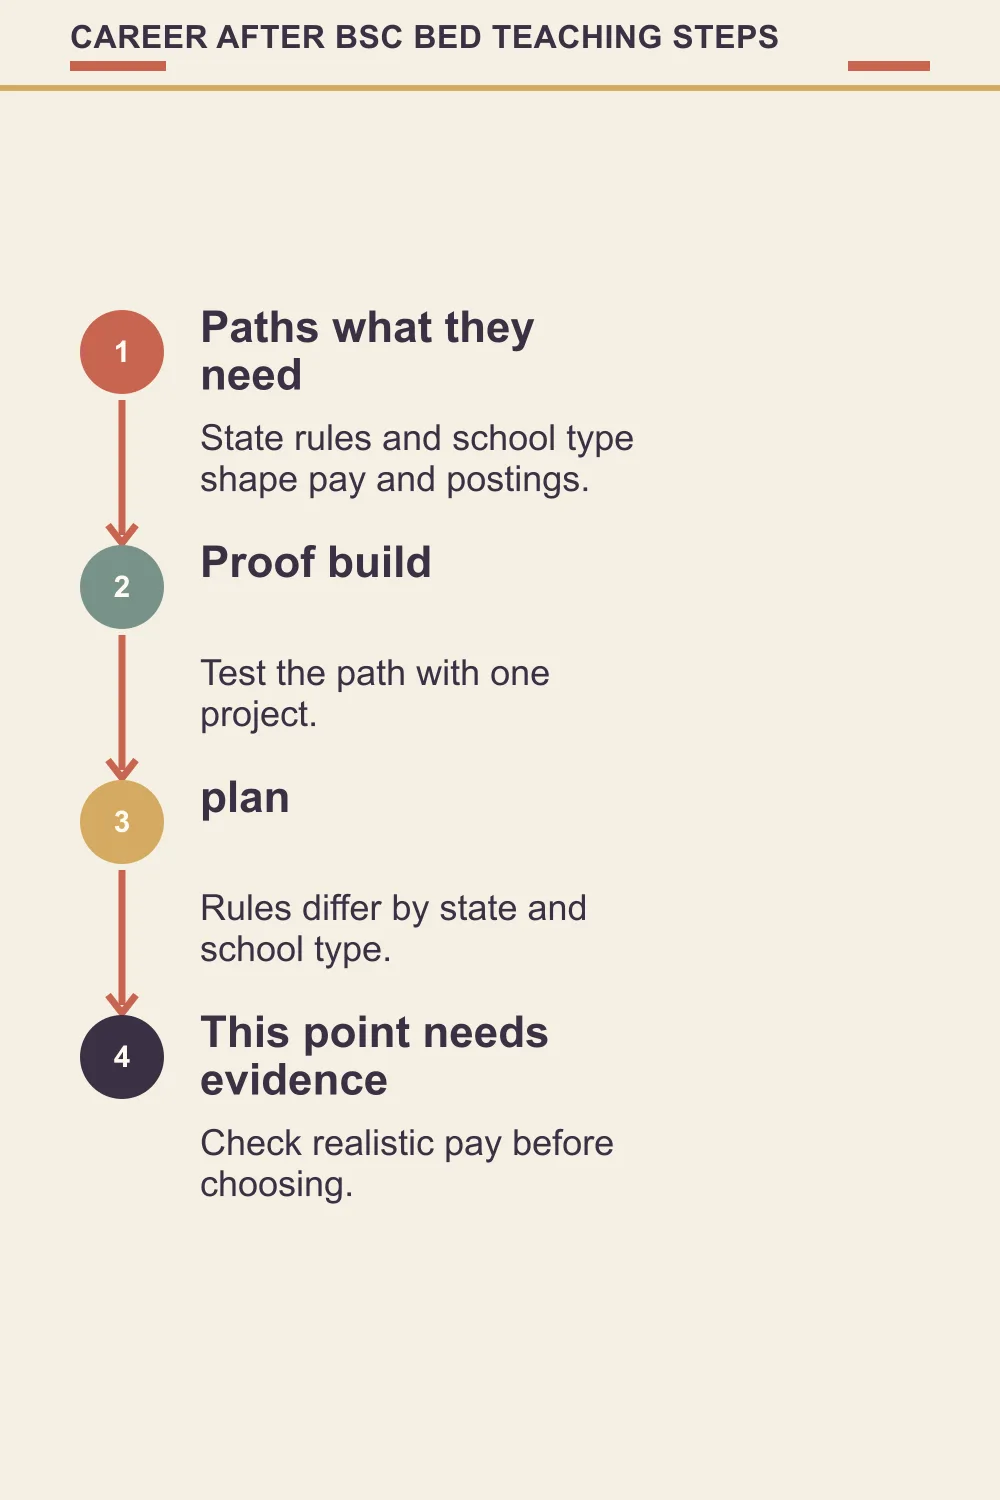 CAREER AFTER BSC BED TEACHING STEPS
1
Paths what they
need
State rules and school type
shape pay and postings.
2
Proof build
Test the path with one
project.
3
plan
Rules differ by state and
school type.
4
This point needs
evidence
Check realistic pay before
choosing.